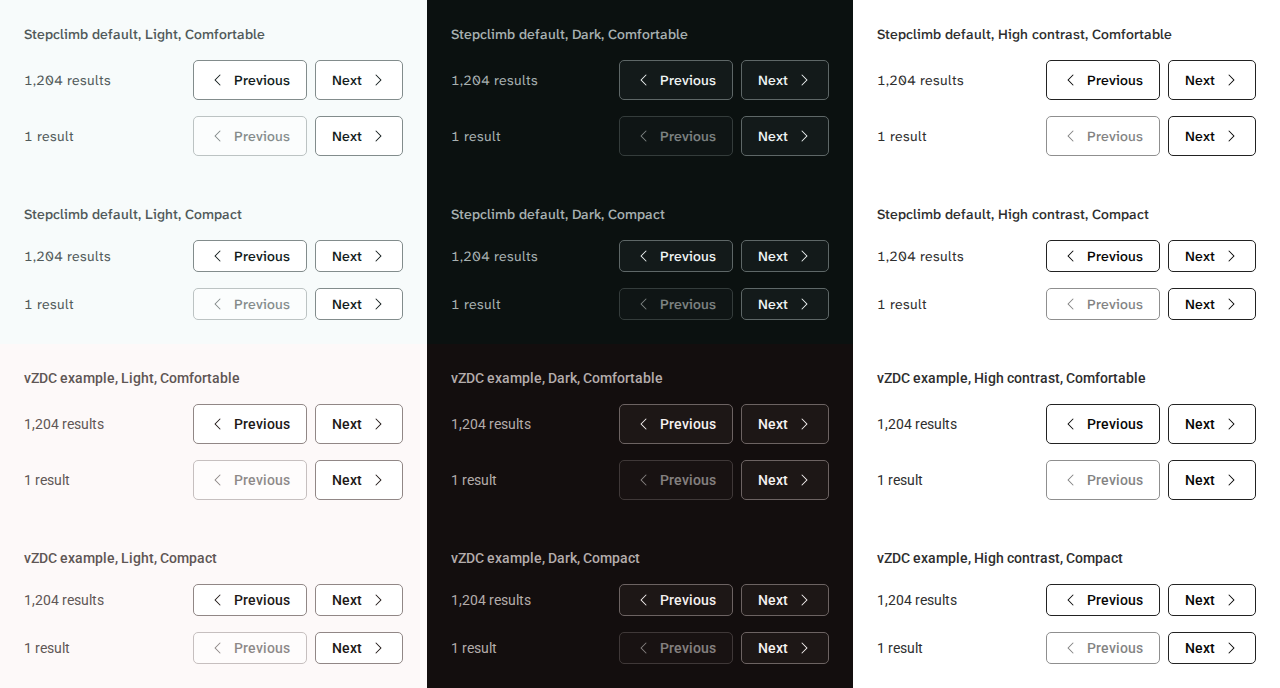 Stepclimb default, Light, Comfortable
1,204 results Previous Next
1 result Previous Next
Stepclimb default, Light, Compact
1,204 results Previous Next
1 result Previous Next
Stepclimb default, Dark, Comfortable
1,204 results Previous Next
1 result Previous Next
Stepclimb default, Dark, Compact
1,204 results Previous Next
1 result Previous Next
Stepclimb default, High contrast, Comfortable
1,204 results Previous Next
1 result Previous Next
Stepclimb default, High contrast, Compact
1,204 results Previous Next
1 result Previous Next
vZDC example, Light, Comfortable
1,204 results Previous Next
1 result Previous Next
vZDC example, Light, Compact
1,204 results Previous Next
1 result Previous Next
vZDC example, Dark, Comfortable
1,204 results Previous Next
1 result Previous Next
vZDC example, Dark, Compact
1,204 results Previous Next
1 result Previous Next
vZDC example, High contrast, Comfortable
1,204 results Previous Next
1 result Previous Next
vZDC example, High contrast, Compact
1,204 results Previous Next
1 result Previous Next